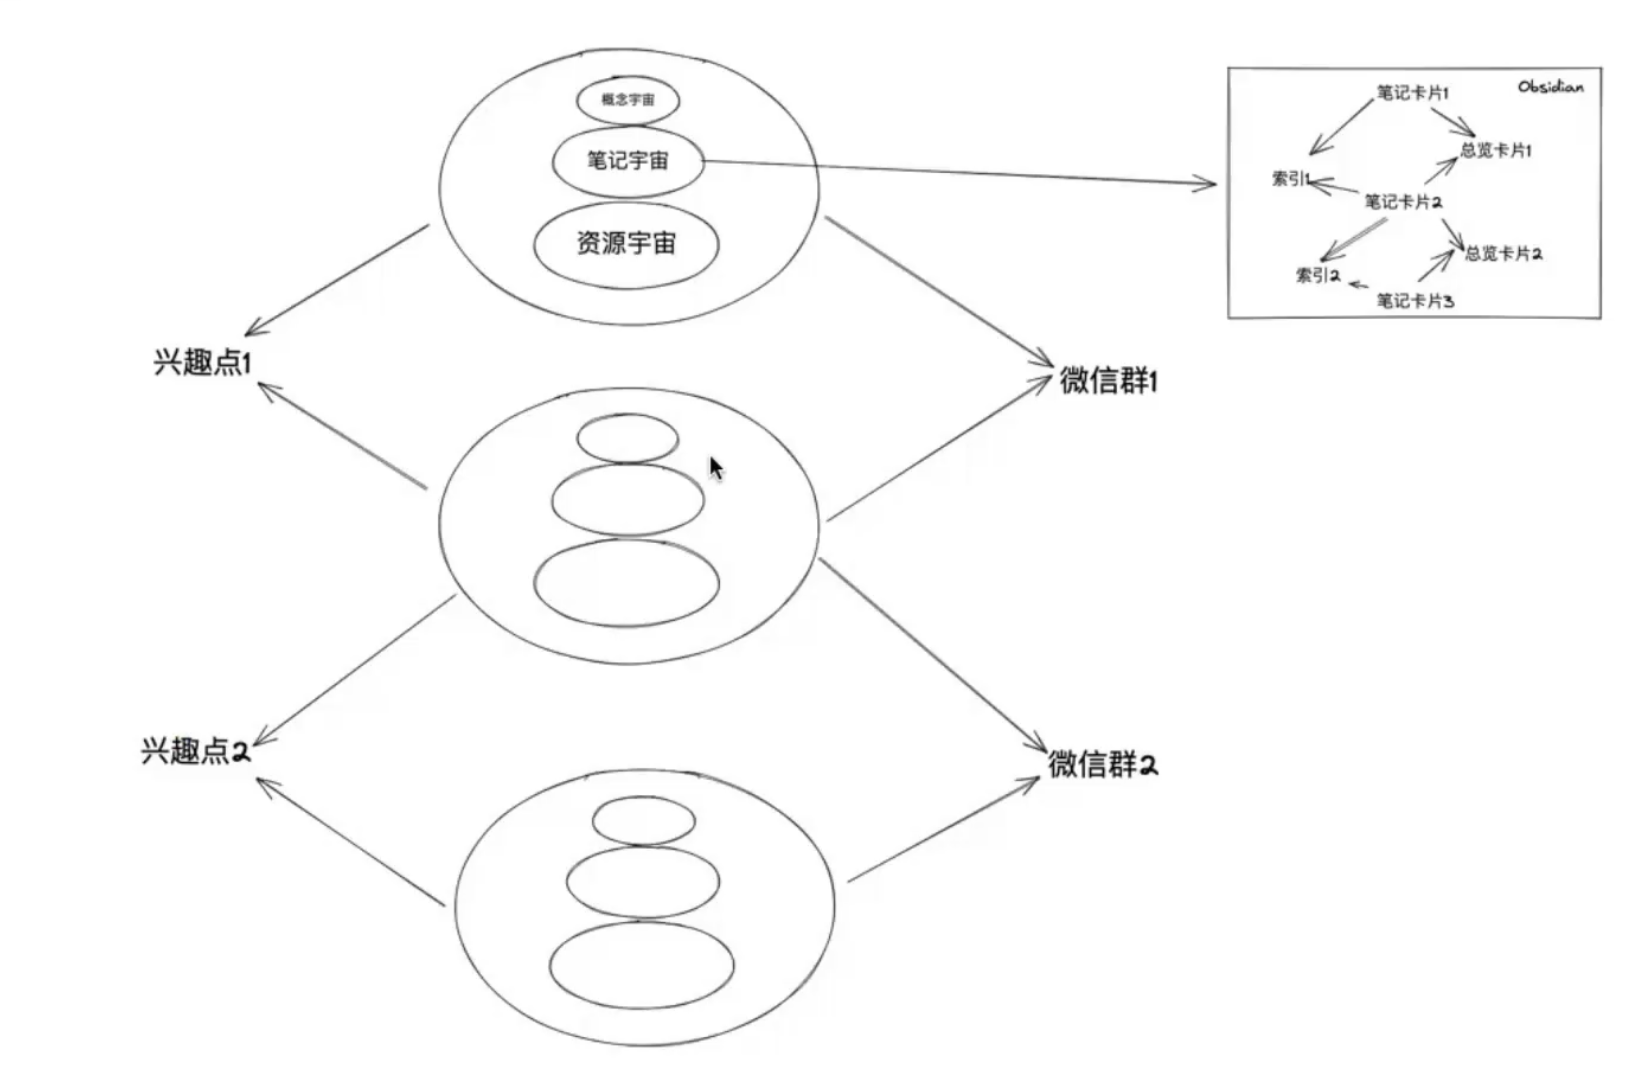 概念宇宙
笔记宇宙
资源宇宙
Obsidian
笔记卡片1
总览卡片1
索引1
笔记卡片2
总览卡片2
索引2
笔记卡片3
兴趣点1
微信群1
兴趣点2
微信群2